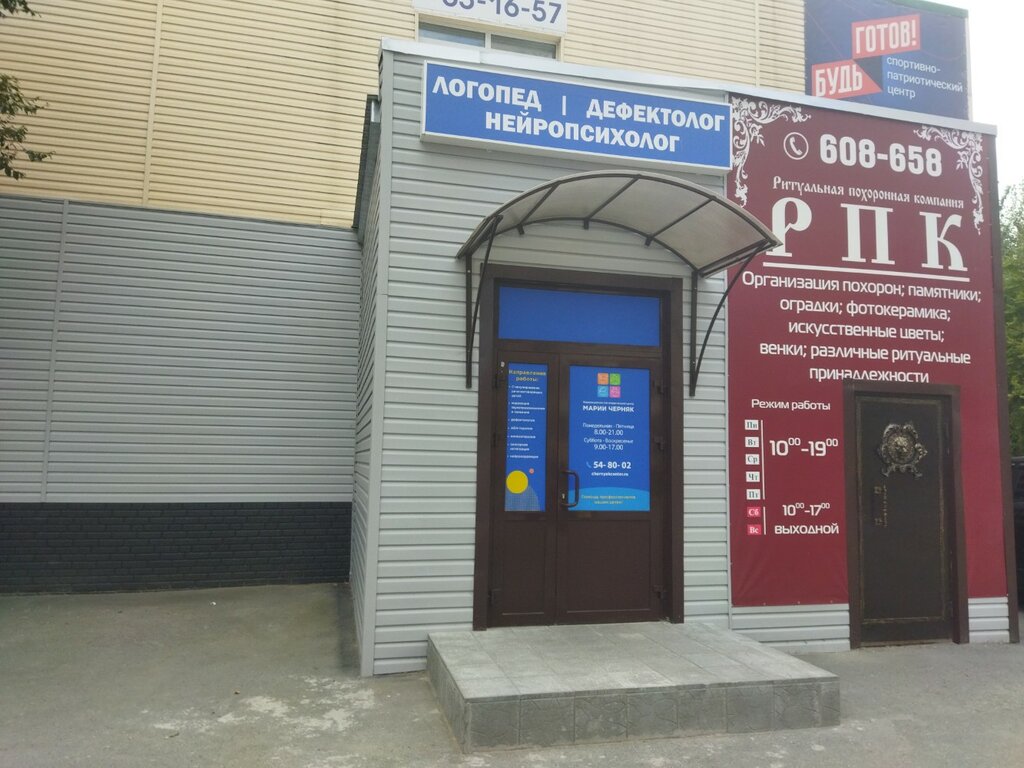 63-16-57
ГОТОВ!
БУДЬ
спортивно-
патриотический
центр
ЛОГОПЕД | ДЕФЕКТОЛОГ
НЕЙРОПСИХОЛОГ
608-658
Ритуальная похоронная компания
РПК
Организация похорон; памятники;
оградки; фотокерамика;
искусственные цветы;
венки; различные ритуальные
принадлежности
Режим работы
Пн
Вт
Ср
Чт
Пт
10⁰⁰-19⁰⁰
Сб 10⁰⁰-17⁰⁰
Вс ВЫХОДНОЙ
Направления
работы:
МАРИИ ЧЕРНЯК
Понедельник - Пятница
8.00-21.00
Суббота - Воскресенье
9.00-17.00
54- 80- 02